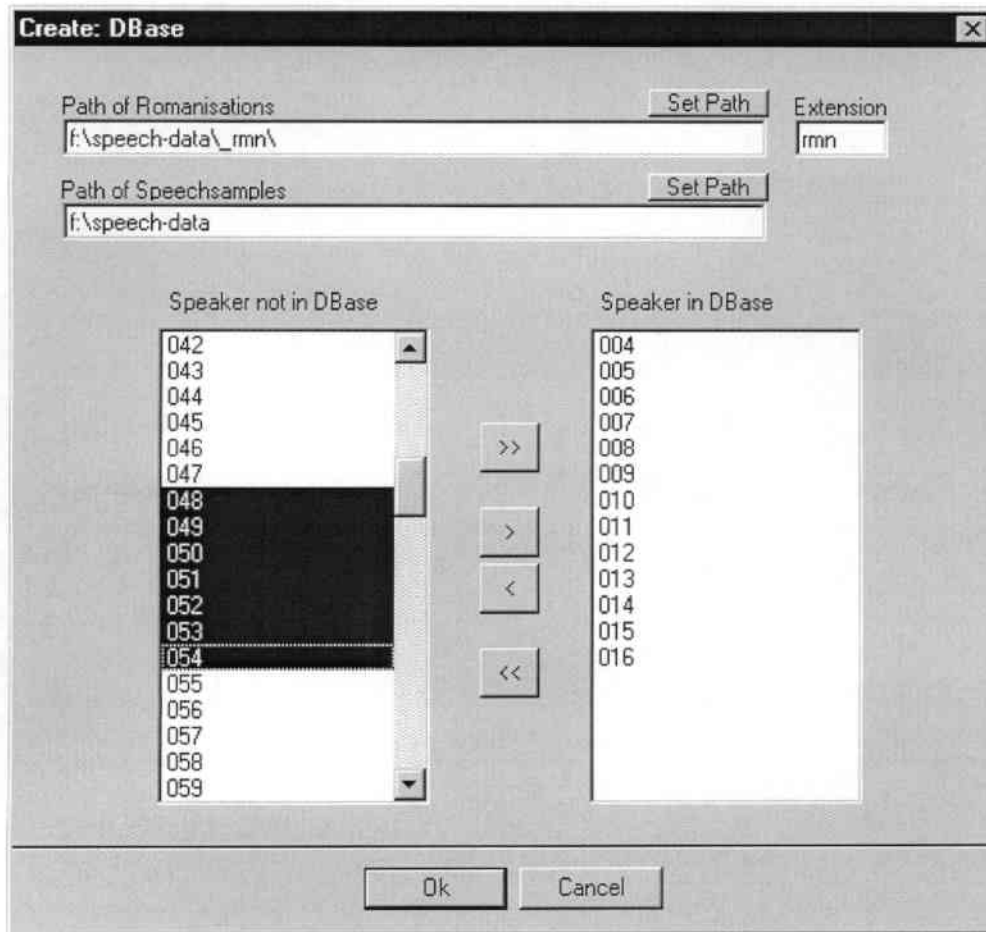 Create: DBase
Path of Romanisations
Set Path
Extension
f:\speech-data\_rmn\
rmn
Path of Speechsamples
Set Path
f:\speech-data
Speaker not in DBase
042
043
044
045
046
047
048
049
050
051
052
053
054
055
056
057
058
059
>>
>
<
<<
Speaker in DBase
004
005
006
007
008
009
010
011
012
013
014
015
016
Ok
Cancel